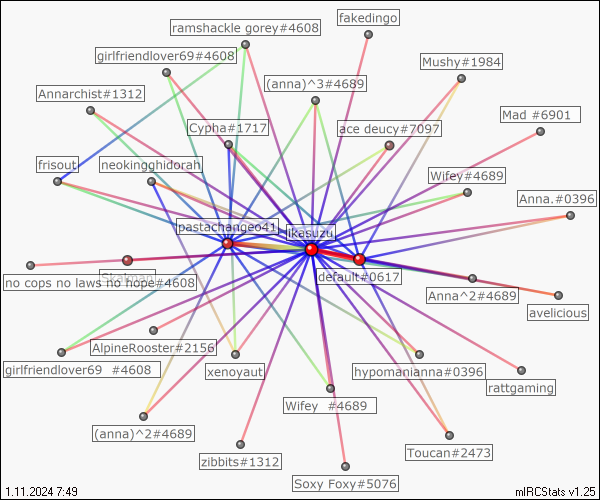 ramshackle gorey#4608
fakedingo
girlfriendlover69#4608
Mushy#1984
(anna)^3#4689
Annarchist#1312
Mad #6901
Cypha#1717
ace deucy#7097
frisout
neokingghidorah
Wifey#4689
Anna.#0396
pastachange041
ikasuzu
Skalman
default#0617
no cops no laws no hope#4608
Anna^2#4689
avelicious
AlpineRooster#2156
girlfriendlover69 #4608
xenoyaut
hypomanianna#0396
rattgaming
Wifey #4689
(anna)^2#4689
Toucan#2473
zibbits#1312
Soxy Foxy#5076
1.11.2024 7:49
mIRCStats v1.25